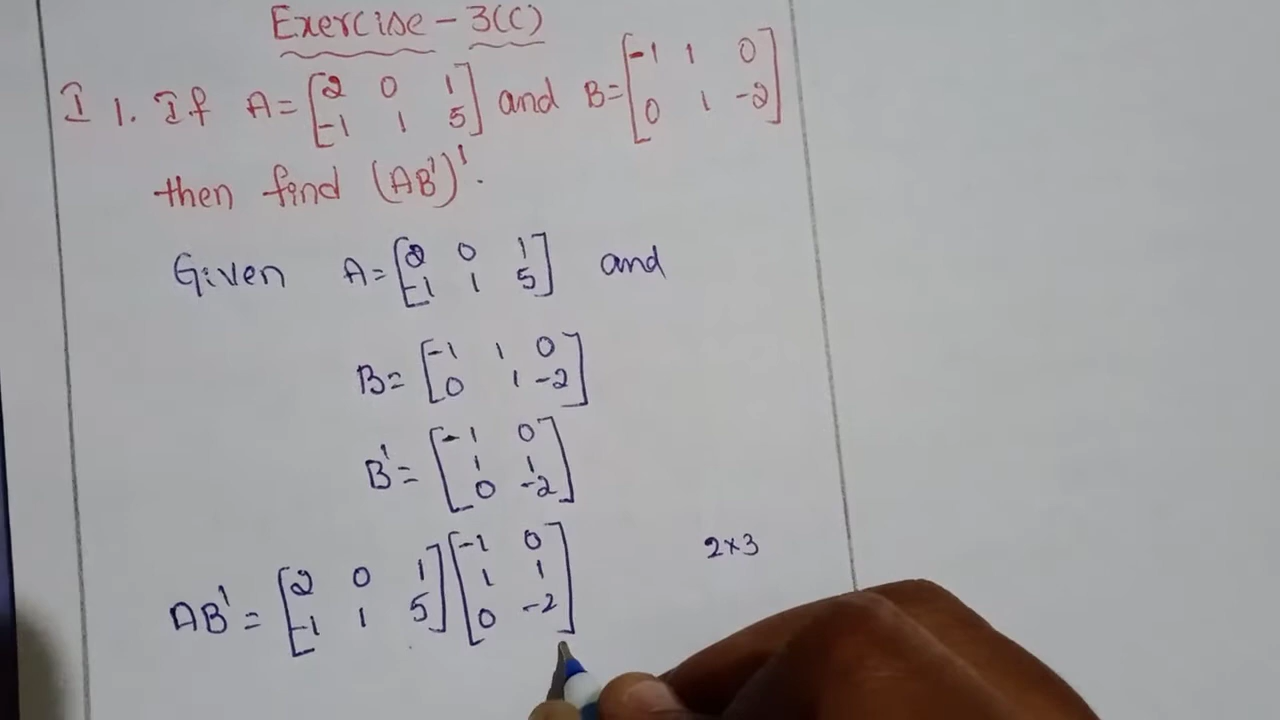 Exercise - 3(C)
I 1. If A = [2 0 1 and B = [-1 1 0
-1 1 5] 0 1 -2]
then find (AB')'.
Given A = [2 0 1 and
-1 1 5]
B = [-1 1 0
0 1 -2]
B' = [-1 0
1 1
0 -2]
AB' = [2 0 1 [-1 0
-1 1 5] 1 1
0 -2]
2×3